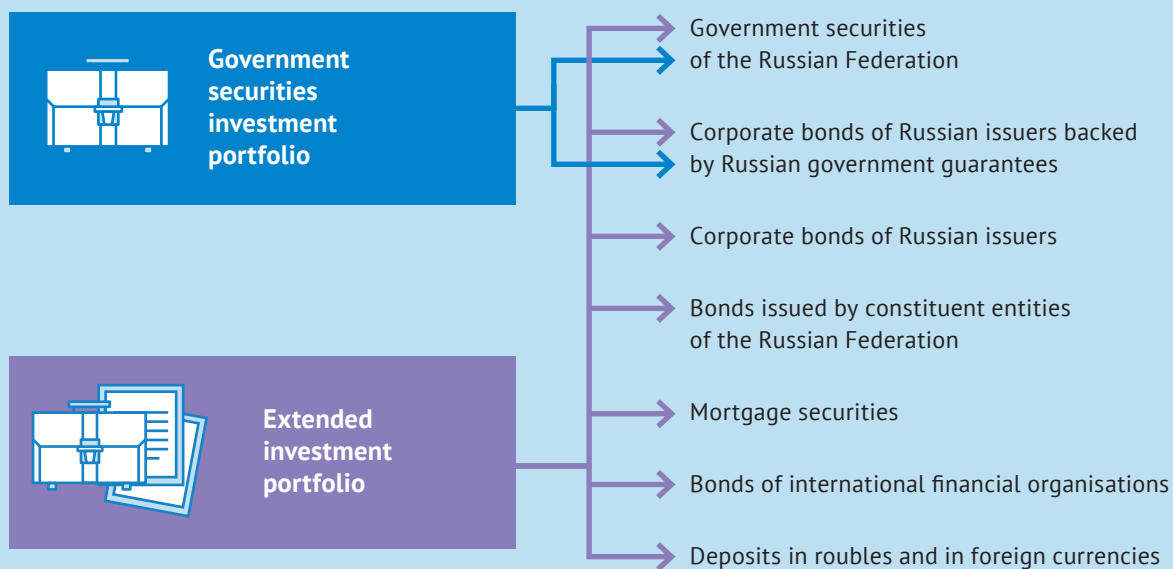 Government
securities
investment
portfolio
Government securities
of the Russian Federation
Corporate bonds of Russian issuers backed
by Russian government guarantees
Corporate bonds of Russian issuers
Bonds issued by constituent entities
of the Russian Federation
Extended
investment
portfolio
Mortgage securities
Bonds of international financial organisations
Deposits in roubles and in foreign currencies